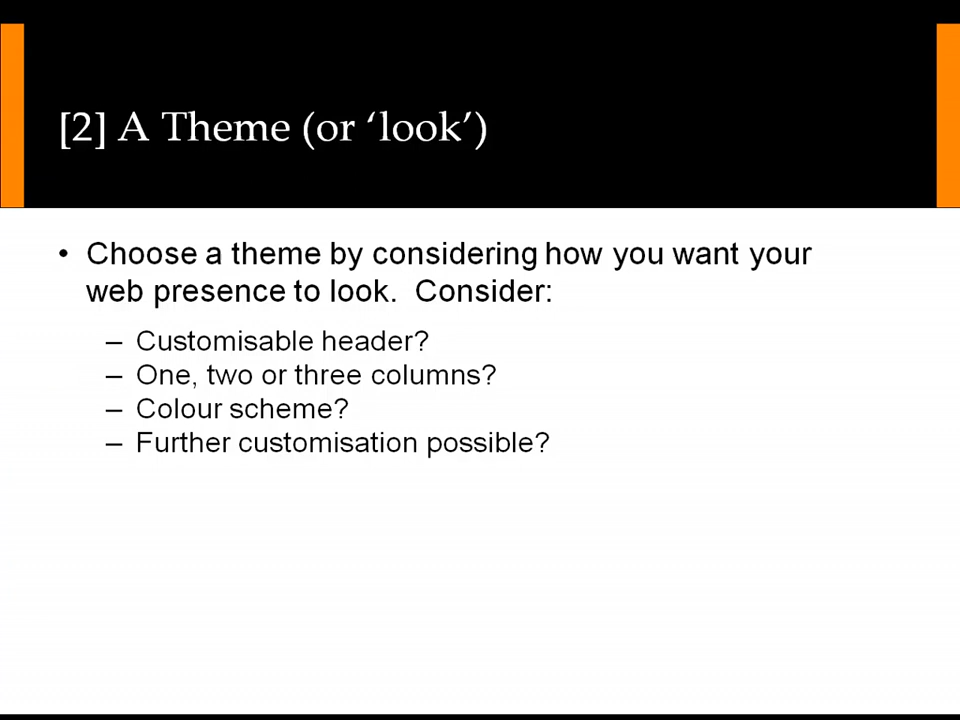 [2] A Theme (or ‘look’)
• Choose a theme by considering how you want your
web presence to look.  Consider:
– Customisable header?
– One, two or three columns?
– Colour scheme?
– Further customisation possible?